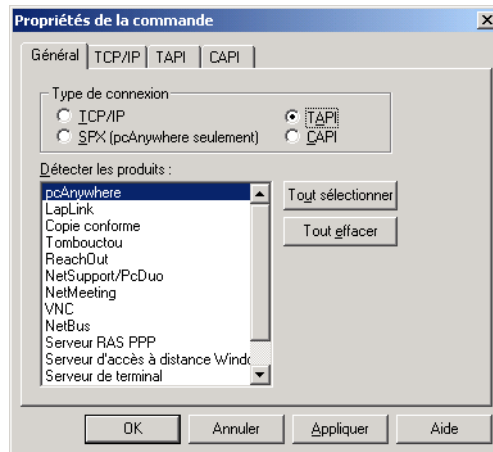 Propriétés de la commande
Général TCP/IP TAPI CAPI
Type de connexion
TCP/IP TAPI
SPX (pcAnywhere seulement) CAPI
Détecter les produits :
pcAnywhere
LapLink
Copie conforme
Tombouctou
ReachOut
NetSupport/PcDuo
NetMeeting
VNC
NetBus
Serveur RAS PPP
Serveur d'accès à distance Windo
Serveur de terminal
Tout sélectionner
Tout effacer
OK Annuler Appliquer Aide